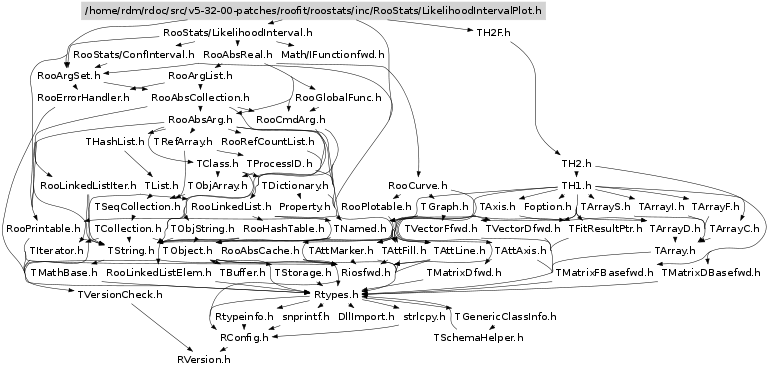 /home/rdm/rdoc/src/v5-32-00-patches/roofit/roostats/inc/RooStats/LikelihoodIntervalPlot.h
RooStats/LikelihoodInterval.h TH2F.h
RooStats/ConfInterval.h RooAbsReal.h Math/IFunctionfwd.h
RooArgSet.h RooArgList.h
RooErrorHandler.h RooAbsCollection.h RooGlobalFunc.h
RooAbsArg.h RooCmdArg.h
THashList.h TRefArray.h RooRefCountList.h
TClass.h TProcessID.h TH2.h
RooLinkedListIter.h TList.h TObjArray.h TDictionary.h RooCurve.h TH1.h
TSeqCollection.h RooLinkedList.h Property.h RooPlotable.h TGraph.h TAxis.h Foption.h TArrayS.h TArrayI.h TArrayF.h
RooPrintable.h TCollection.h TObjString.h RooHashTable.h TNamed.h TVectorFfwd.h TVectorDfwd.h TFitResultPtr.h TArrayD.h TArrayC.h
TIterator.h TString.h TObject.h RooAbsCache.h TAttMarker.h TAttFill.h TAttLine.h TAttAxis.h TArray.h
TMathBase.h RooLinkedListElem.h TBuffer.h TStorage.h Riosfwd.h TMatrixDfwd.h TMatrixFBasefwd.h TMatrixDBasefwd.h
TVersionCheck.h Rtypes.h
Rtypeinfo.h snprintf.h DllImport.h strlcpy.h TGenericClassInfo.h
RConfig.h TSchemaHelper.h
RVersion.h